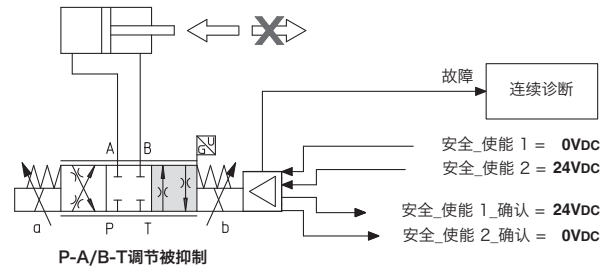 故障
连续诊断
安全_使能 1 = 0VDC
安全_使能 2 = 24VDC
安全_使能 1_确认 = 24VDC
安全_使能 2_确认 = 0VDC
A B
U
G
P T
a b
P-A/B-T调节被抑制